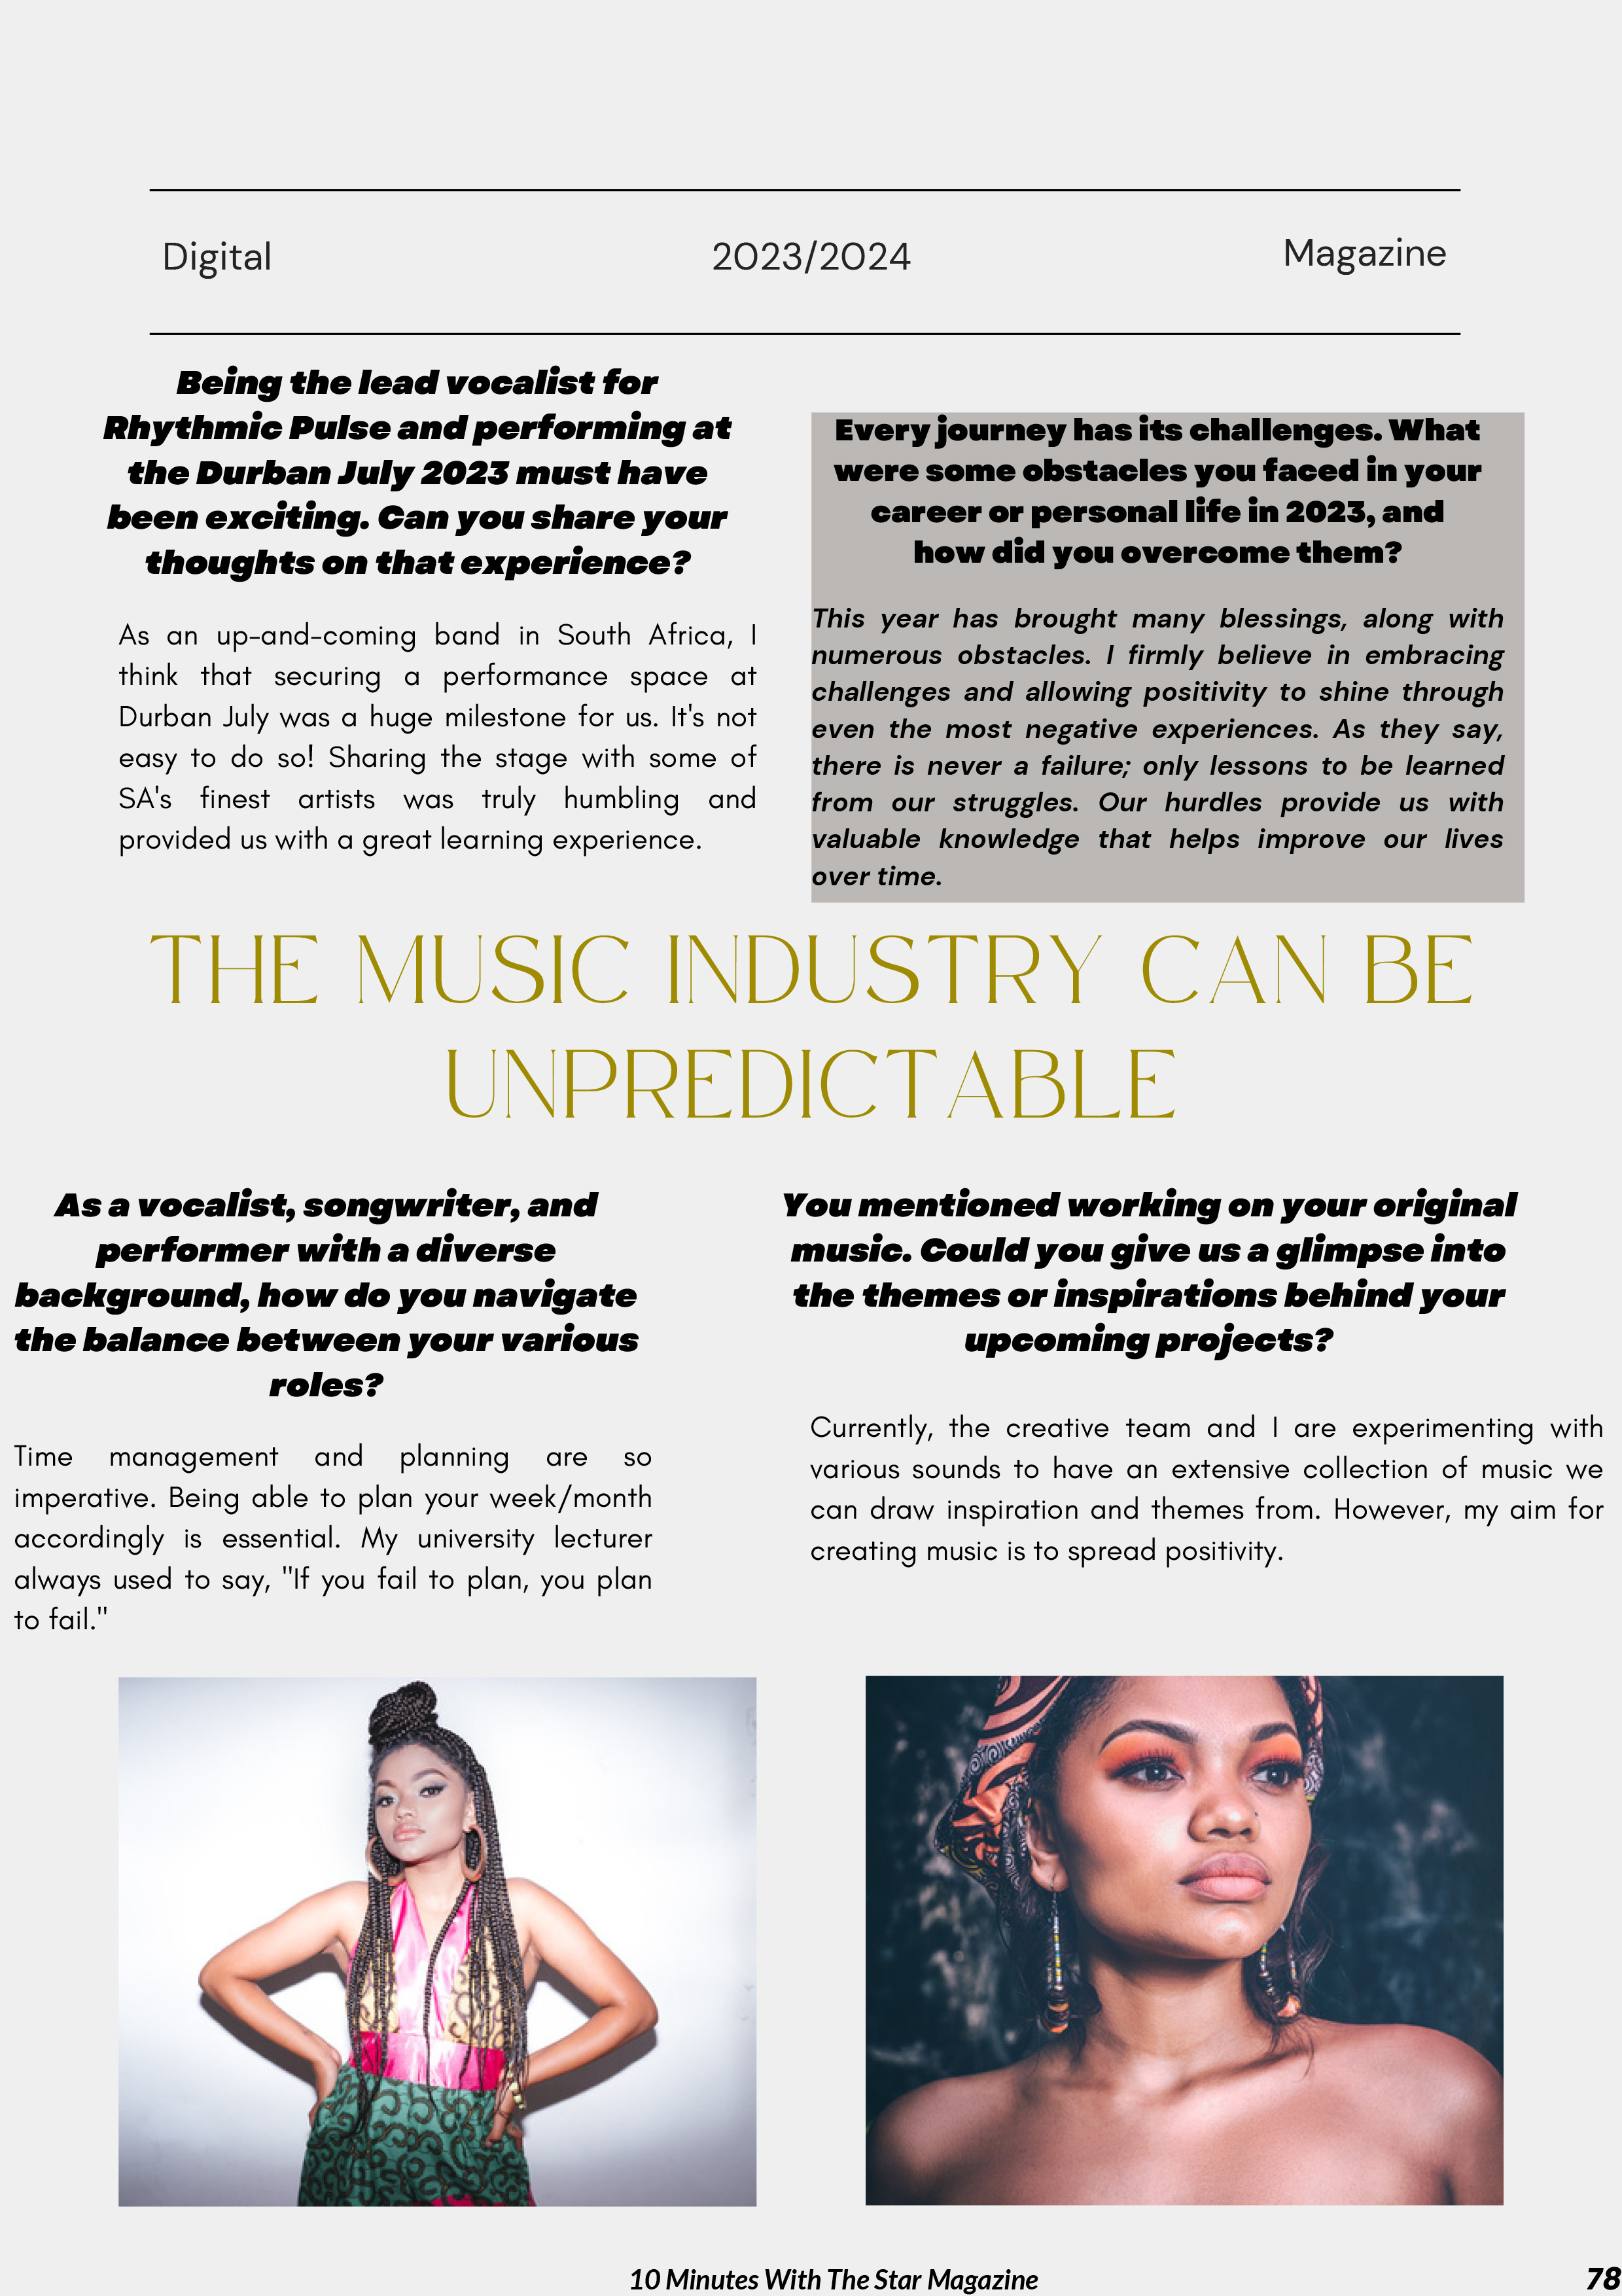 Digital
2023/2024
Magazine
Being the lead vocalist for
Rhythmic Pulse and performing at
the Durban July 2023 must have
been exciting. Can you share your
thoughts on that experience?
As an up-and-coming band in South Africa, I
think that securing a performance space at
Durban July was a huge milestone for us. It's not
easy to do so! Sharing the stage with some of
SA's finest artists was truly humbling and
provided us with a great learning experience.
Every journey has its challenges. What
were some obstacles you faced in your
career or personal life in 2023, and
how did you overcome them?
This year has brought many blessings, along with
numerous obstacles. I firmly believe in embracing
challenges and allowing positivity to shine through
even the most negative experiences. As they say,
there is never a failure; only lessons to be learned
from our struggles. Our hurdles provide us with
valuable knowledge that helps improve our lives
over time.
THE MUSIC INDUSTRY CAN BE
UNPREDICTABLE
As a vocalist, songwriter, and
performer with a diverse
background, how do you navigate
the balance between your various
roles?
Time management and planning are so
imperative. Being able to plan your week/month
accordingly is essential. My university lecturer
always used to say, "If you fail to plan, you plan
to fail."
You mentioned working on your original
music. Could you give us a glimpse into
the themes or inspirations behind your
upcoming projects?
Currently, the creative team and I are experimenting with
various sounds to have an extensive collection of music we
can draw inspiration and themes from. However, my aim for
creating music is to spread positivity.
10 Minutes With The Star Magazine
78